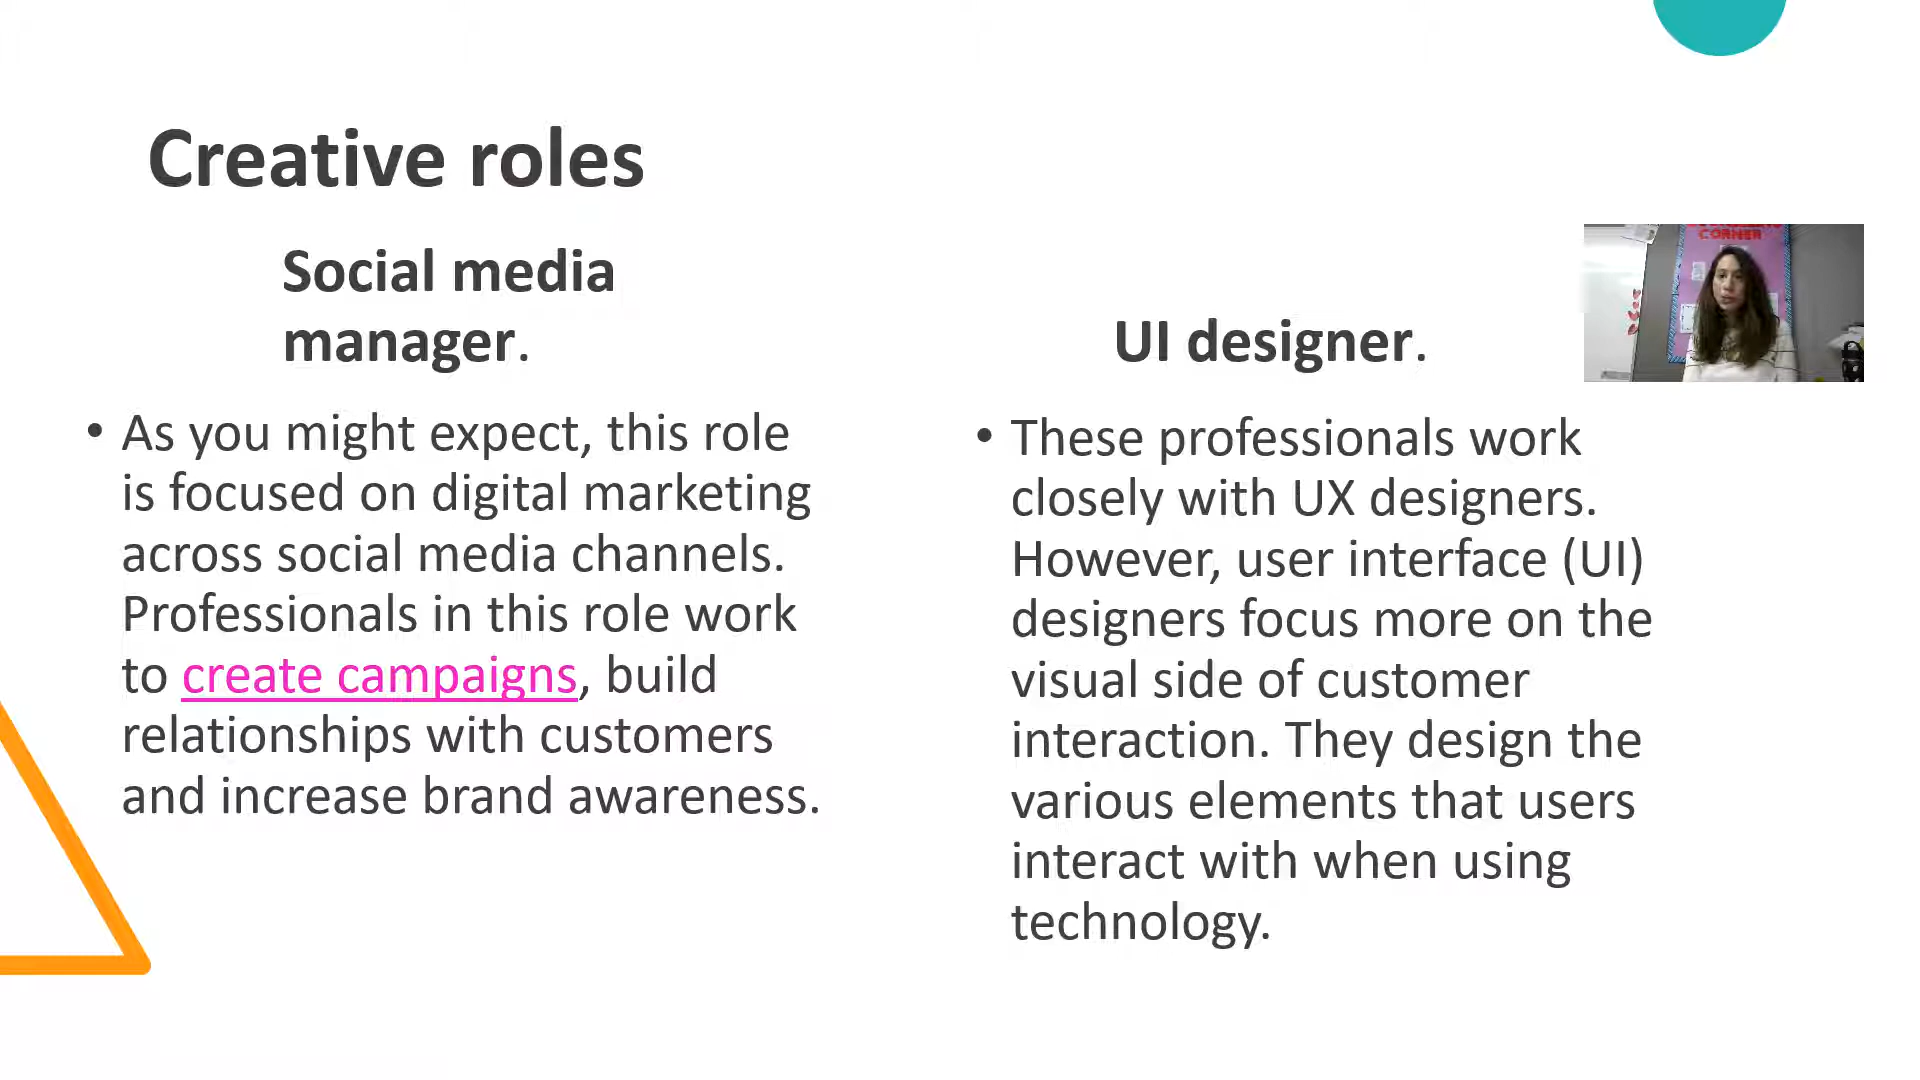 Creative roles
Social media
manager.
• As you might expect, this role
is focused on digital marketing
across social media channels.
Professionals in this role work
to create campaigns, build
relationships with customers
and increase brand awareness.
UI designer.
• These professionals work
closely with UX designers.
However, user interface (UI)
designers focus more on the
visual side of customer
interaction. They design the
various elements that users
interact with when using
technology.
CORNER